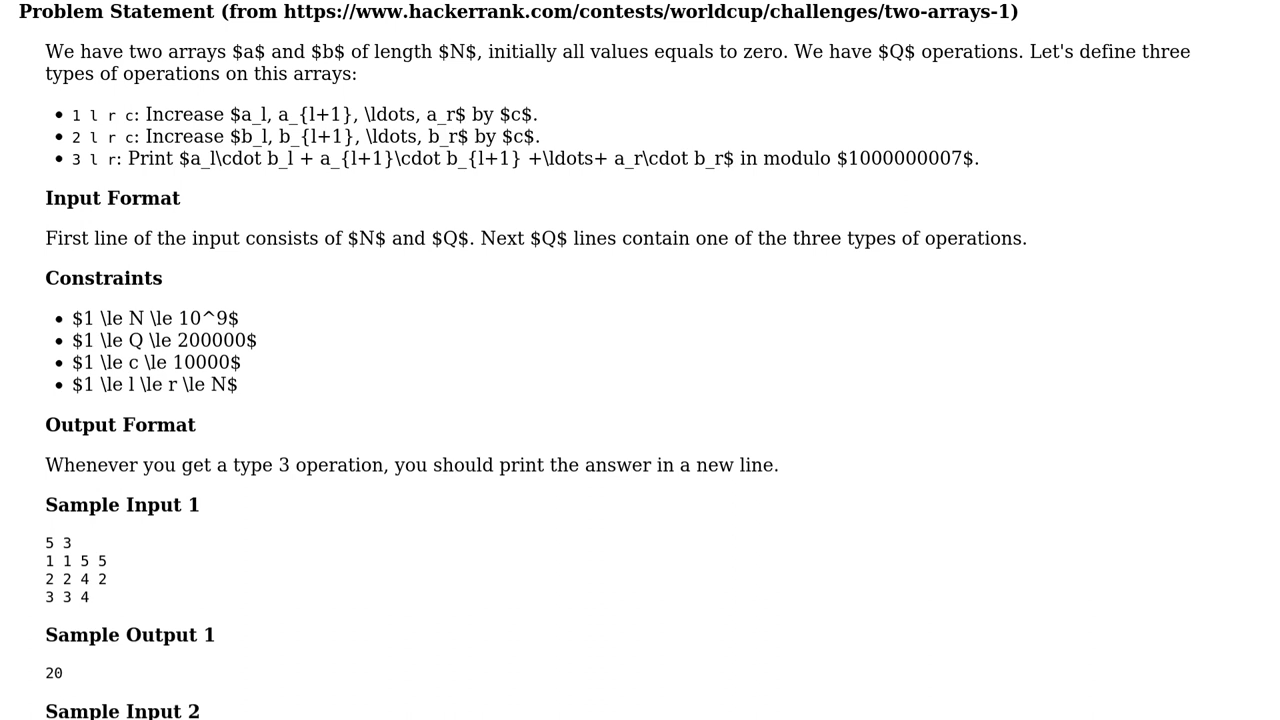 Problem Statement (from https://www.hackerrank.com/contests/worldcup/challenges/two-arrays-1)
We have two arrays $a$ and $b$ of length $N$, initially all values equals to zero. We have $Q$ operations. Let's define three
types of operations on this arrays:
• 1 l r c: Increase $a_l, a_{l+1}, \ldots, a_r$ by $c$.
• 2 l r c: Increase $b_l, b_{l+1}, \ldots, b_r$ by $c$.
• 3 l r: Print $a_l\cdot b_l + a_{l+1}\cdot b_{l+1} +\ldots+ a_r\cdot b_r$ in modulo $1000000007$.
Input Format
First line of the input consists of $N$ and $Q$. Next $Q$ lines contain one of the three types of operations.
Constraints
• $1 \le N \le 10^9$
• $1 \le Q \le 200000$
• $1 \le c \le 10000$
• $1 \le l \le r \le N$
Output Format
Whenever you get a type 3 operation, you should print the answer in a new line.
Sample Input 1
5 3
1 1 5 5
2 2 4 2
3 3 4
Sample Output 1
20
Sample Input 2